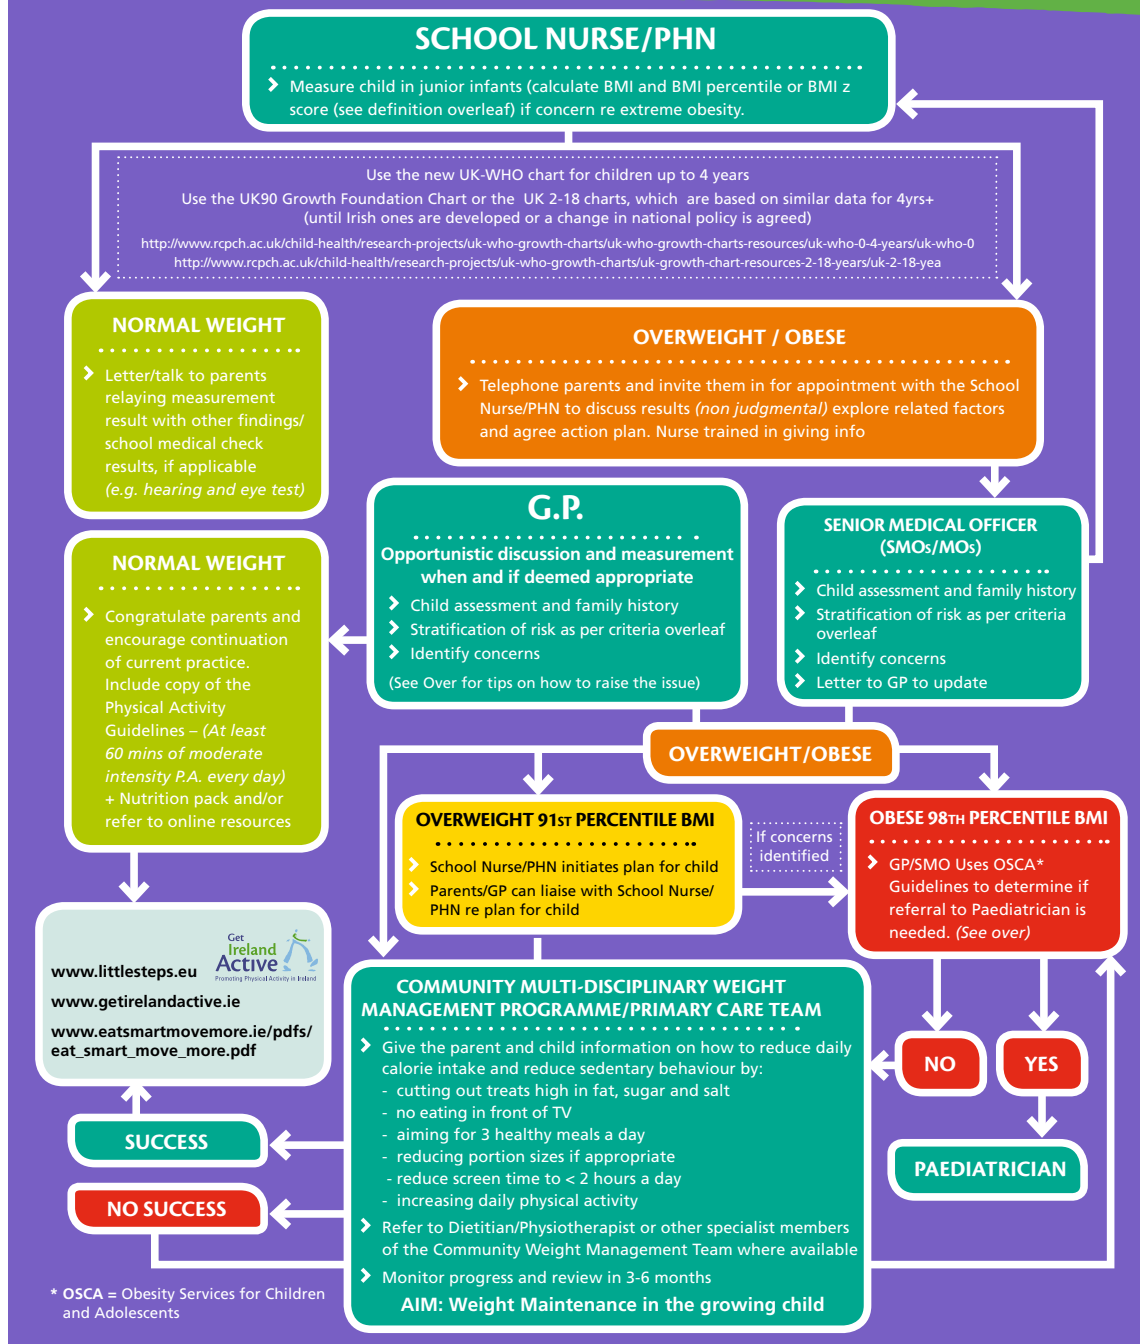 SCHOOL NURSE/PHN
Measure child in junior infants (calculate BMI and BMI percentile or BMI z
score (see definition overleaf) if concern re extreme obesity.
Use the new UK-WHO chart for children up to 4 years
Use the UK90 Growth Foundation Chart or the UK 2-18 charts, which are based on similar data for 4yrs+
(until Irish ones are developed or a change in national policy is agreed)
http://www.rcpch.ac.uk/child-health/research-projects/uk-who-growth-charts/uk-who-growth-charts-resources/uk-who-0-4-years/uk-who-0
http://www.rcpch.ac.uk/child-health/research-projects/uk-who-growth-charts/uk-growth-chart-resources-2-18-years/uk-2-18-yea
NORMAL WEIGHT
Letter/talk to parents
relaying measurement
result with other findings/
school medical check
results, if applicable
(e.g. hearing and eye test)
OVERWEIGHT / OBESE
Telephone parents and invite them in for appointment with the School
Nurse/PHN to discuss results (non judgmental) explore related factors
and agree action plan. Nurse trained in giving info
G.P.
Opportunistic discussion and measurement
when and if deemed appropriate
Child assessment and family history
Stratification of risk as per criteria overleaf
Identify concerns
(See Over for tips on how to raise the issue)
SENIOR MEDICAL OFFICER
(SMOs/MOs)
Child assessment and family history
Stratification of risk as per criteria
overleaf
Identify concerns
Letter to GP to update
NORMAL WEIGHT
Congratulate parents and
encourage continuation
of current practice.
Include copy of the
Physical Activity
Guidelines – (At least
60 mins of moderate
intensity P.A. every day)
+ Nutrition pack and/or
refer to online resources
OVERWEIGHT/OBESE
OVERWEIGHT 91ST PERCENTILE BMI
School Nurse/PHN initiates plan for child
Parents/GP can liaise with School Nurse/
PHN re plan for child
If concerns
identified
OBESE 98TH PERCENTILE BMI
GP/SMO Uses OSCA*
Guidelines to determine if
referral to Paediatrician is
needed. (See over)
Get
Ireland
Active
Promoting Physical Activity in Ireland
www.littlesteps.eu
www.getirelandactive.ie
www.eatsmartmovemore.ie/pdfs/
eat_smart_move_more.pdf
COMMUNITY MULTI-DISCIPLINARY WEIGHT
MANAGEMENT PROGRAMME/PRIMARY CARE TEAM
Give the parent and child information on how to reduce daily
calorie intake and reduce sedentary behaviour by:
- cutting out treats high in fat, sugar and salt
- no eating in front of TV
- aiming for 3 healthy meals a day
- reducing portion sizes if appropriate
- reduce screen time to < 2 hours a day
- increasing daily physical activity
Refer to Dietitian/Physiotherapist or other specialist members
of the Community Weight Management Team where available
Monitor progress and review in 3-6 months
AIM: Weight Maintenance in the growing child
NO
YES
PAEDIATRICIAN
SUCCESS
NO SUCCESS
* OSCA = Obesity Services for Children
and Adolescents